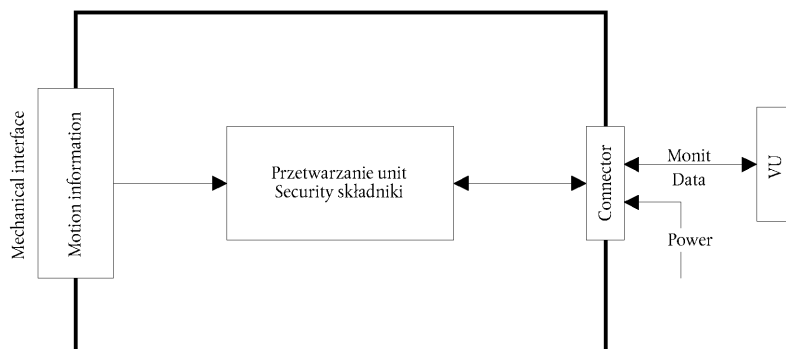 Mechanical interface
Motion information
Przetwarzanie unit
Security składniki
Connector
Monit
Data
Power
VU